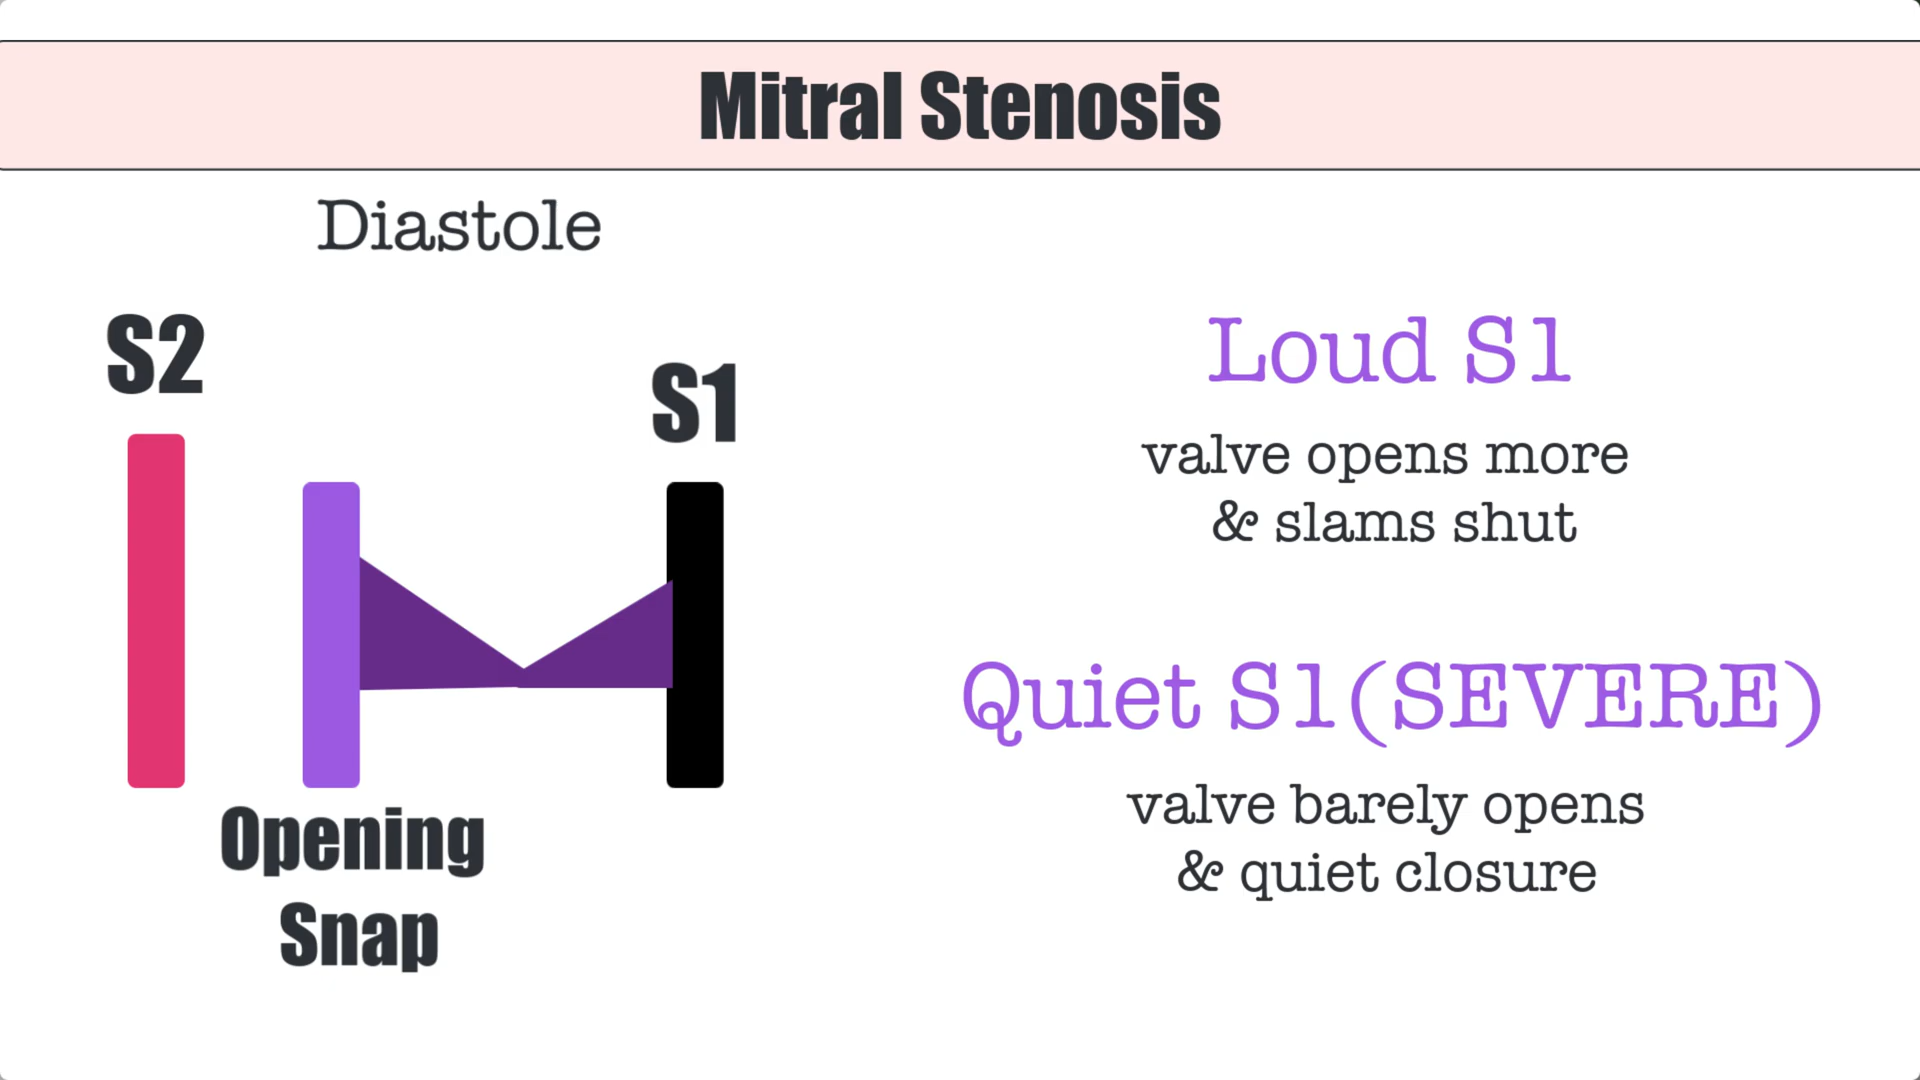 Mitral Stenosis
Diastole
S2
S1
Opening
Snap
Loud S1
valve opens more
& slams shut
Quiet S1(SEVERE)
valve barely opens
& quiet closure